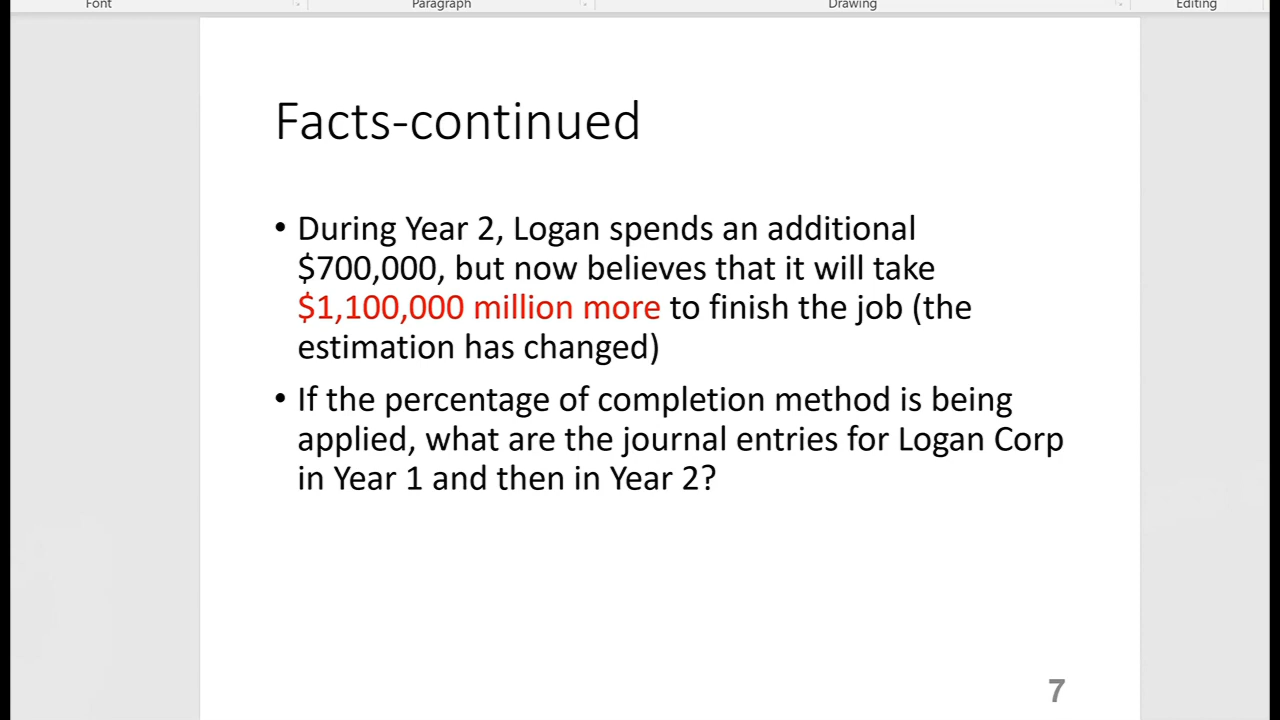 Font Paragraph Drawing Editing
Facts-continued
• During Year 2, Logan spends an additional
$700,000, but now believes that it will take
$1,100,000 million more to finish the job (the
estimation has changed)
• If the percentage of completion method is being
applied, what are the journal entries for Logan Corp
in Year 1 and then in Year 2?
7